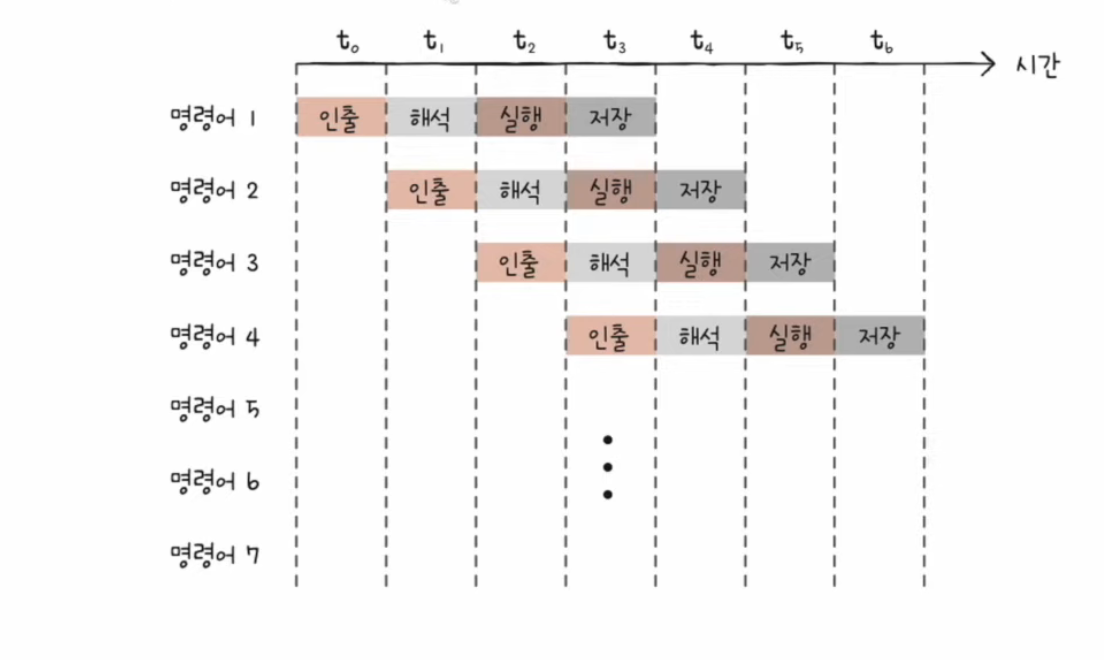 t₀ t₁ t₂ t₃ t₄ t₅ t₆
시간
명령어 1 인출 해석 실행 저장
명령어 2 인출 해석 실행 저장
명령어 3 인출 해석 실행 저장
명령어 4 인출 해석 실행 저장
명령어 5
명령어 6
명령어 7